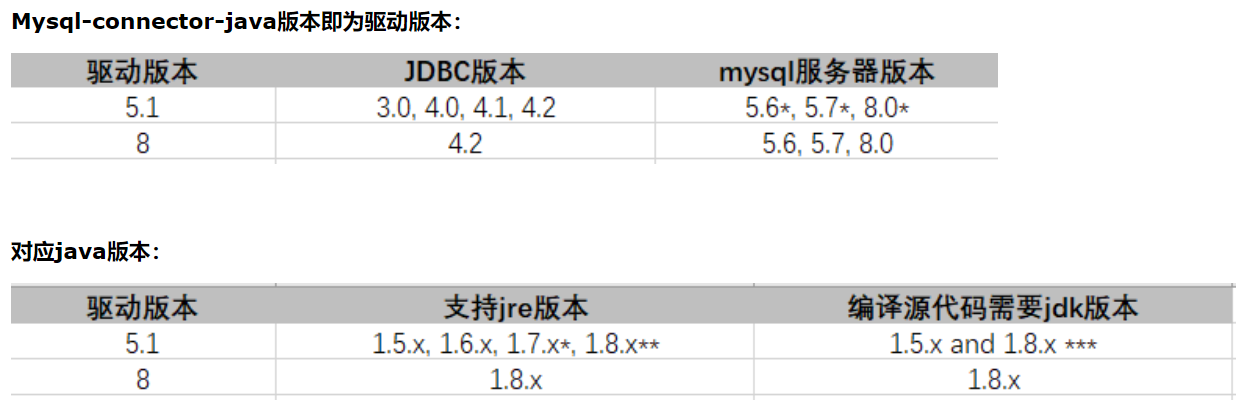 Mysql-connector-java版本即为驱动版本：
驱动版本 JDBC版本 mysql服务器版本
5.1 3.0, 4.0, 4.1, 4.2 5.6*, 5.7*, 8.0*
8 4.2 5.6, 5.7, 8.0
对应java版本：
驱动版本 支持jre版本 编译源代码需要jdk版本
5.1 1.5.x, 1.6.x, 1.7.x*, 1.8.x** 1.5.x and 1.8.x ***
8 1.8.x 1.8.x